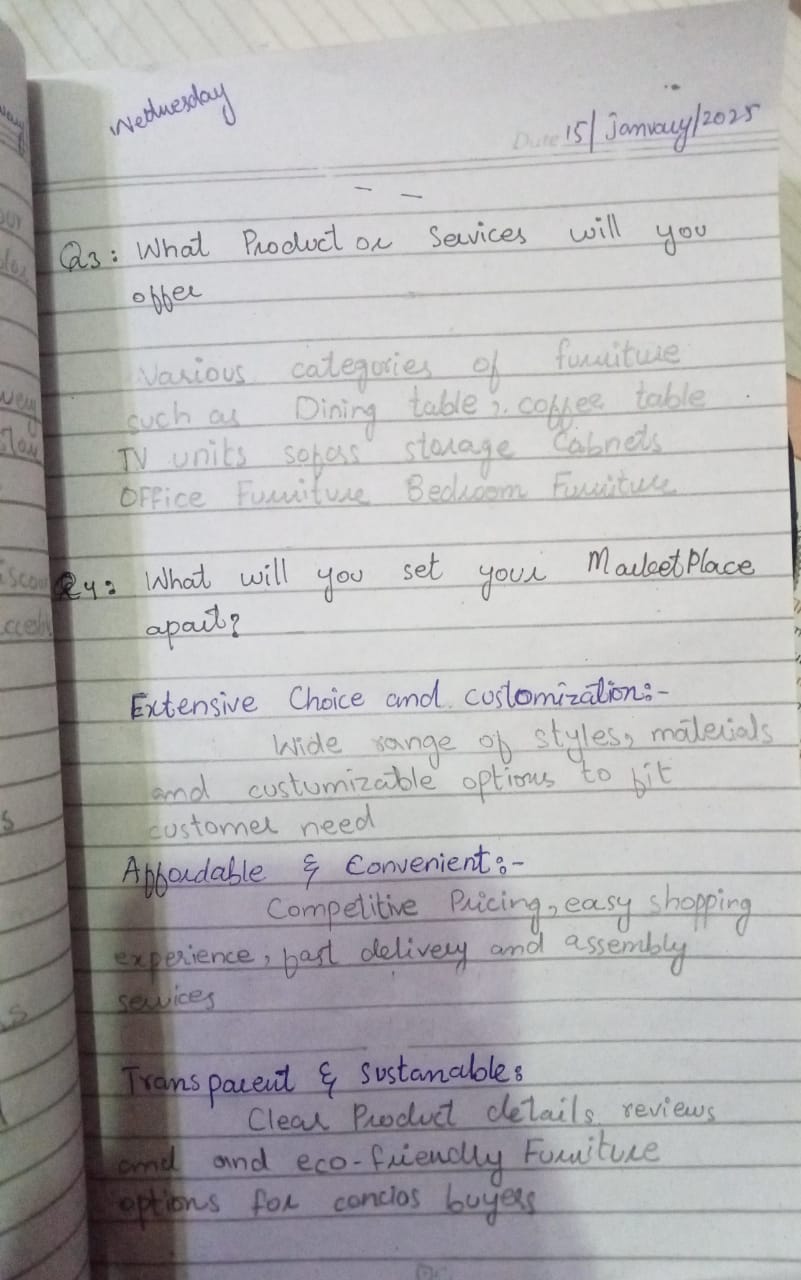 Wednesday
Date 15/January/2025
Q3: What Product or Services will you
offer
Various categories of furniture
such as Dining table, coffee table
TV units sofass storage Cabnets
Office Furniture Bedroom Furniture
Q4: What will you set your MarketPlace
apart?
Extensive Choice and customization:-
Wide range of styles, materials
and custumizable options to fit
customer need
Affordable & Convenient:-
Competitive Pricing, easy shopping
experience, fast delivery and assembly
services
Transparent & Sustanable:
Clear Product details reviews
and and eco-friendly Furniture
options for concios buyers